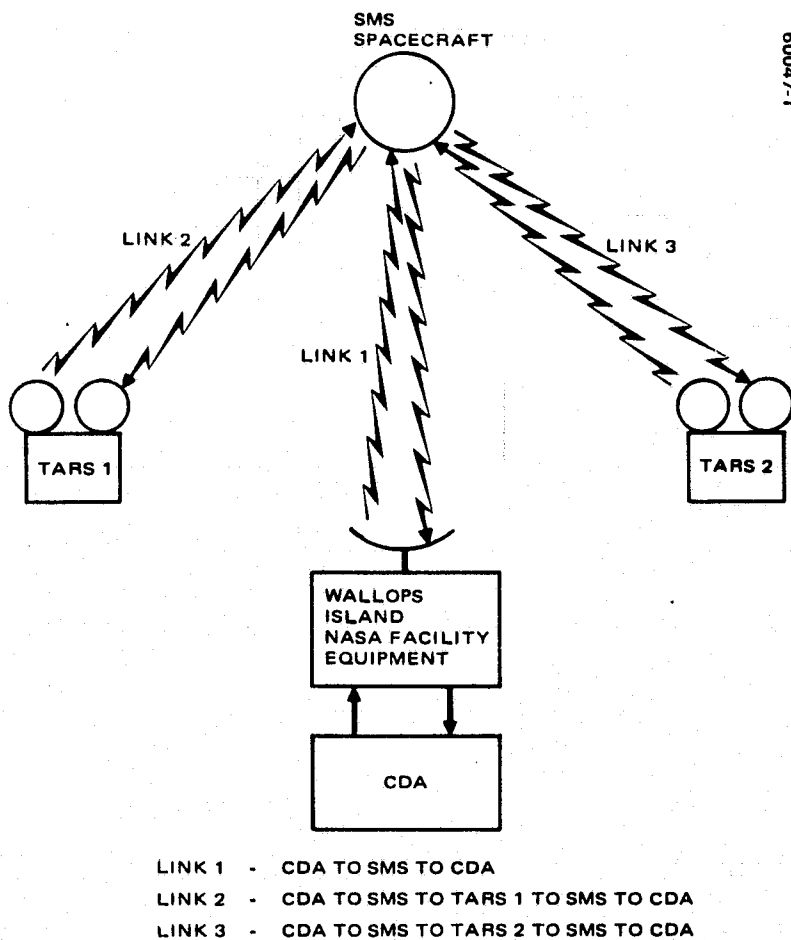 SMS
SPACECRAFT
LINK 2
LINK 3
LINK 1
TARS 1
TARS 2
WALLOPS
ISLAND
NASA FACILITY
EQUIPMENT
CDA
LINK 1 - CDA TO SMS TO CDA
LINK 2 - CDA TO SMS TO TARS 1 TO SMS TO CDA
LINK 3 - CDA TO SMS TO TARS 2 TO SMS TO CDA